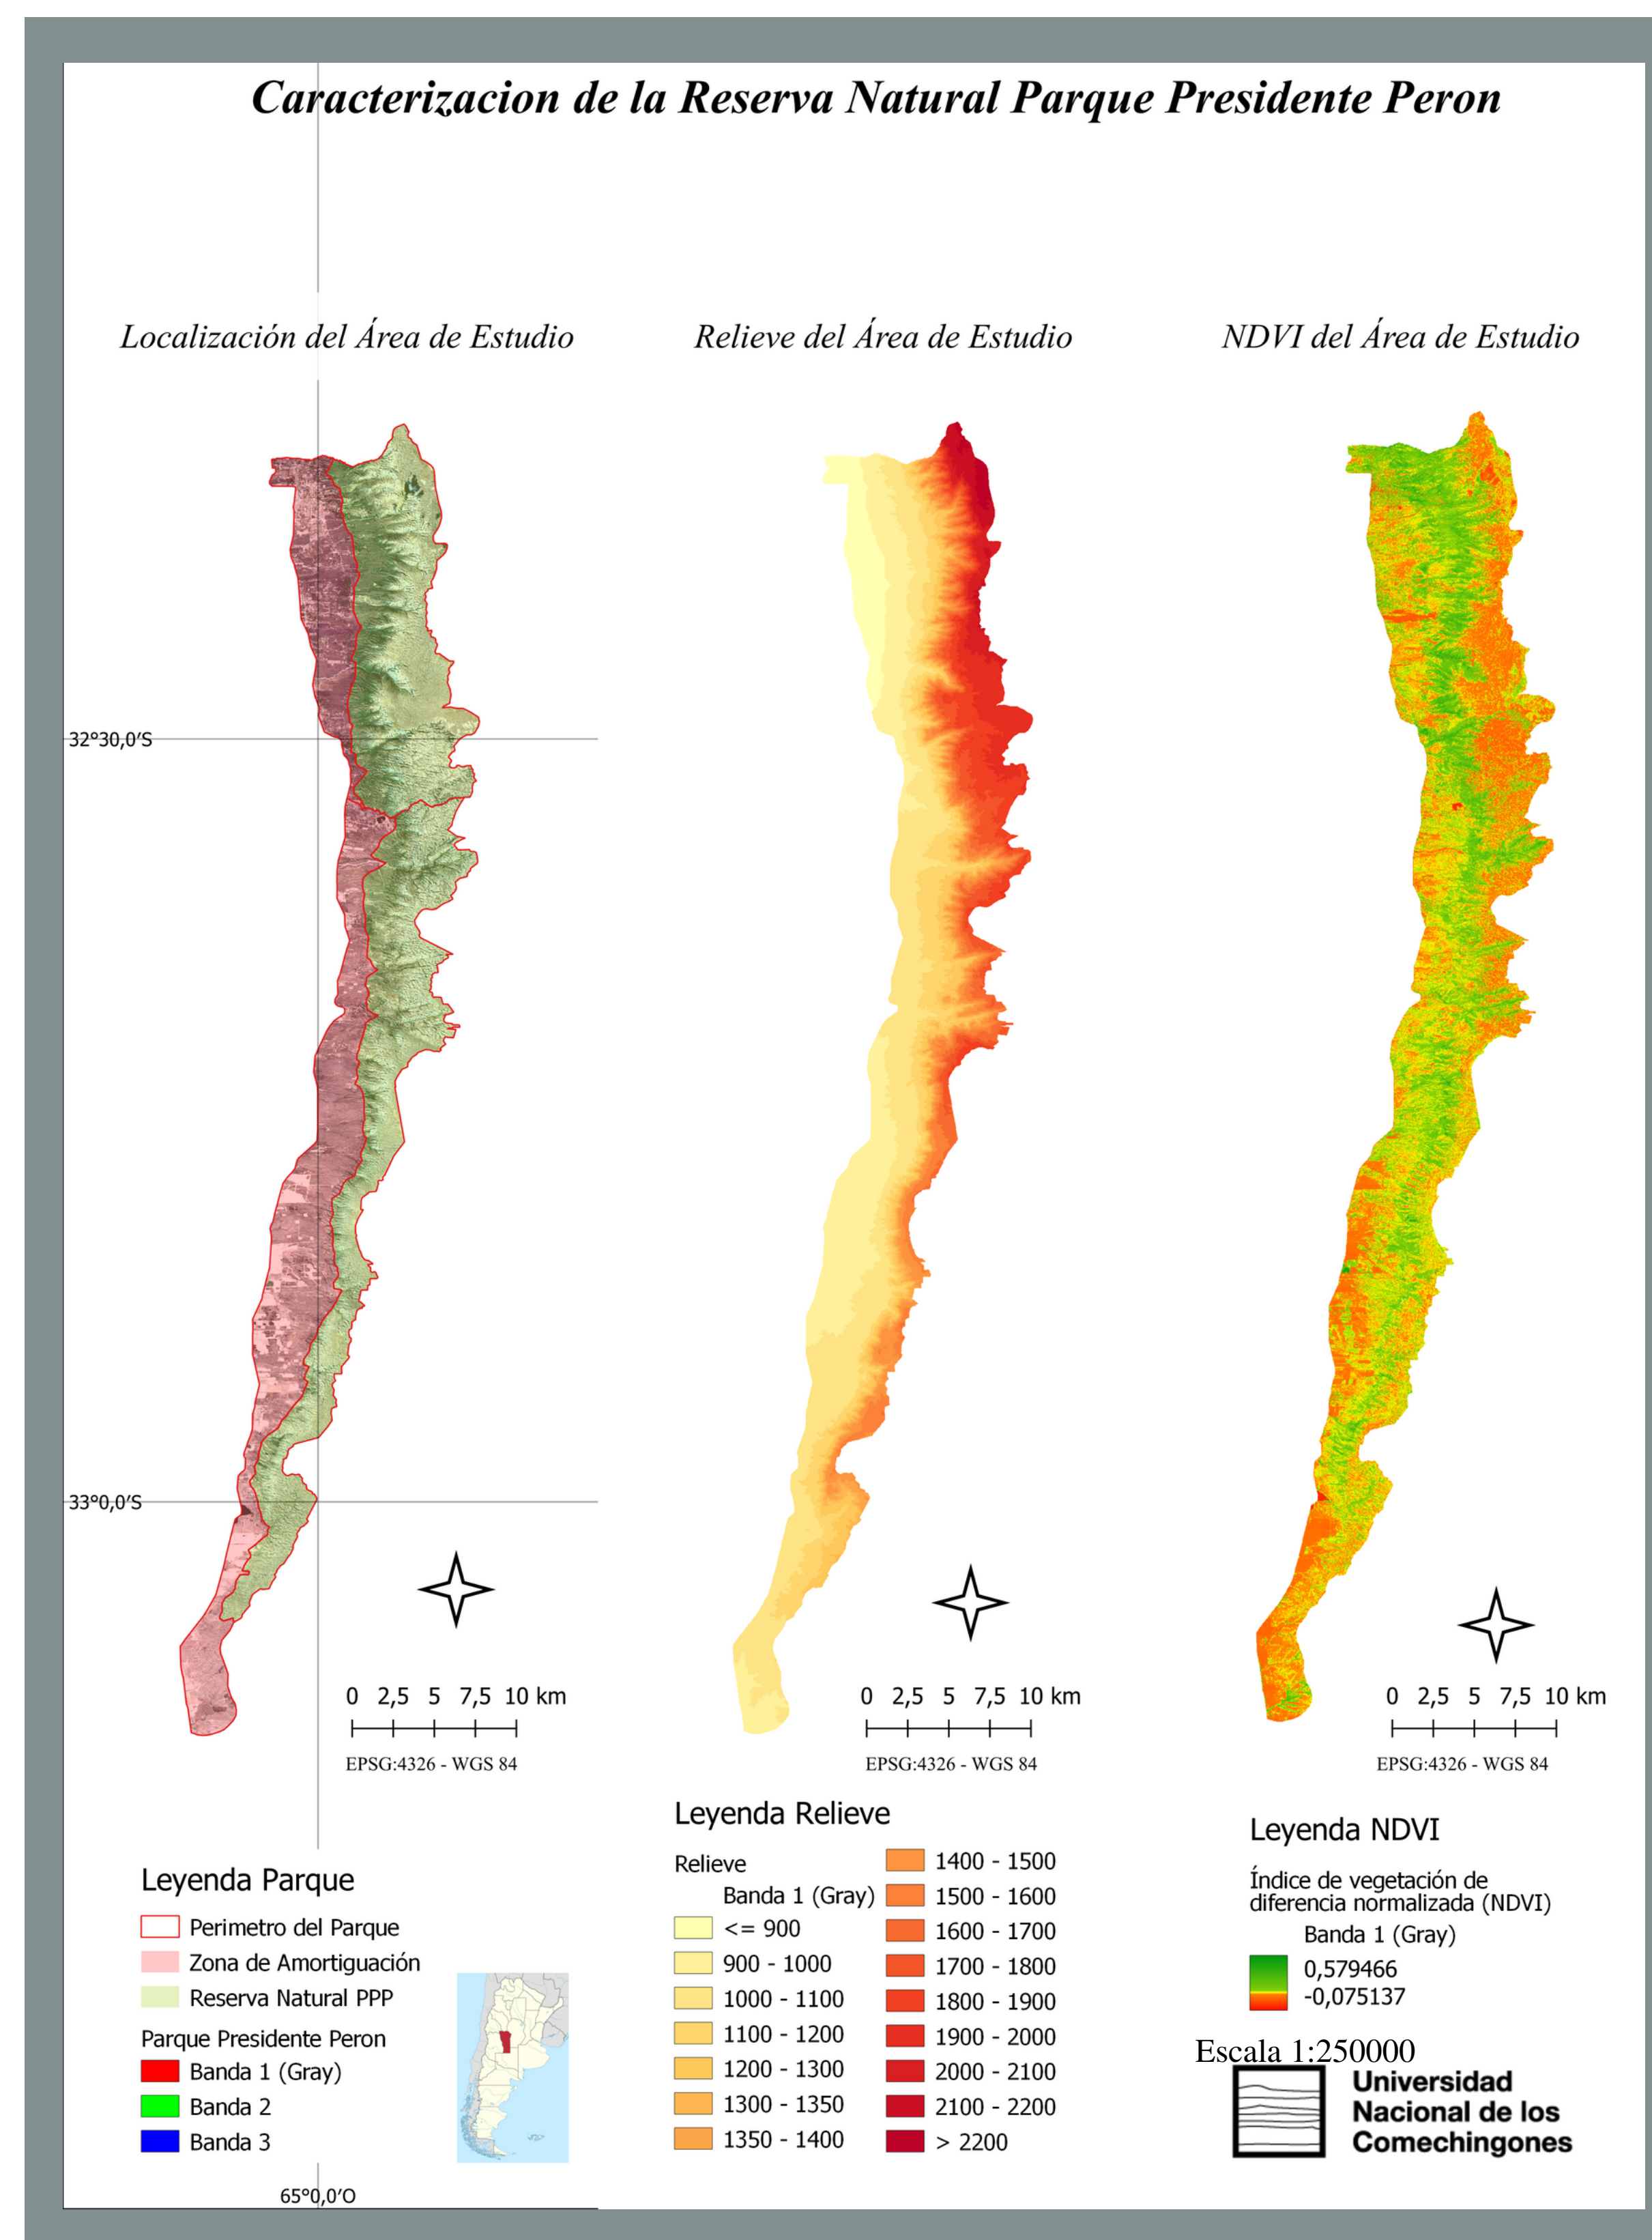 Caracterizacion de la Reserva Natural Parque Presidente Peron
Localización del Área de Estudio
32°30,0′S
33°0,0′S
0 2,5 5 7,5 10 km
EPSG:4326 - WGS 84
Leyenda Parque
Perimetro del Parque
Zona de Amortiguación
Reserva Natural PPP
Parque Presidente Peron
Banda 1 (Gray)
Banda 2
Banda 3
65°0,0′O
Relieve del Área de Estudio
0 2,5 5 7,5 10 km
EPSG:4326 - WGS 84
Leyenda Relieve
Relieve
Banda 1 (Gray)
<= 900
900 - 1000
1000 - 1100
1100 - 1200
1200 - 1300
1300 - 1350
1350 - 1400
1400 - 1500
1500 - 1600
1600 - 1700
1700 - 1800
1800 - 1900
1900 - 2000
2000 - 2100
2100 - 2200
> 2200
NDVI del Área de Estudio
0 2,5 5 7,5 10 km
EPSG:4326 - WGS 84
Leyenda NDVI
Índice de vegetación de
diferencia normalizada (NDVI)
Banda 1 (Gray)
0,579466
-0,075137
Escala 1:250000
Universidad
Nacional de los
Comechingones